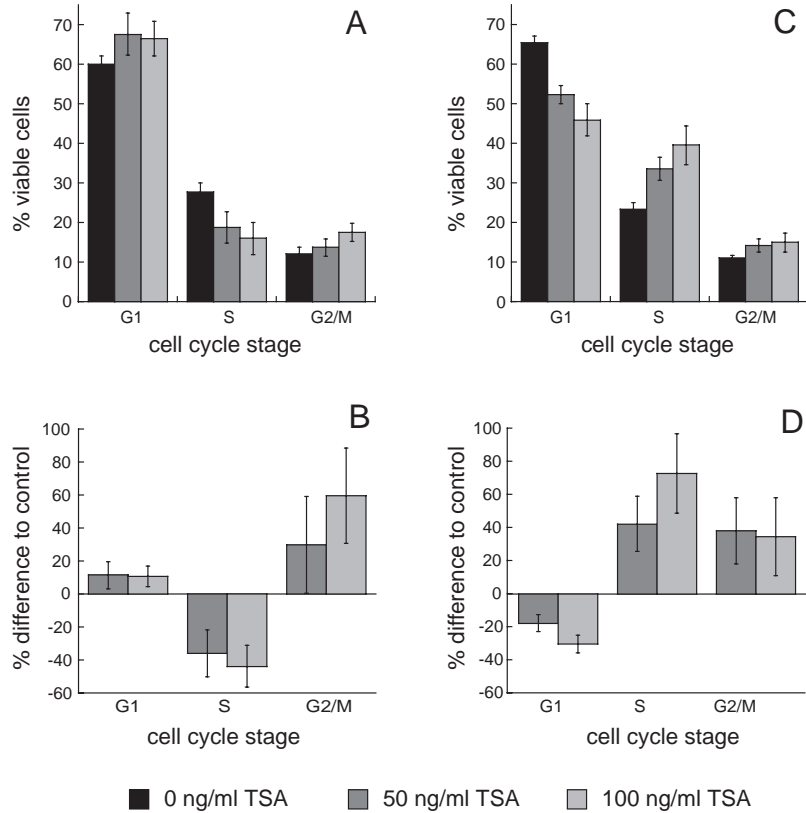 A
% viable cells
70
60
50
40
30
20
10
0
G1 S G2/M
cell cycle stage
C
% viable cells
70
60
50
40
30
20
10
0
G1 S G2/M
cell cycle stage
B
% difference to control
100
80
60
40
20
0
-20
-40
-60
G1 S G2/M
cell cycle stage
D
% difference to control
100
80
60
40
20
0
-20
-40
-60
G1 S G2/M
cell cycle stage
0 ng/ml TSA 50 ng/ml TSA 100 ng/ml TSA